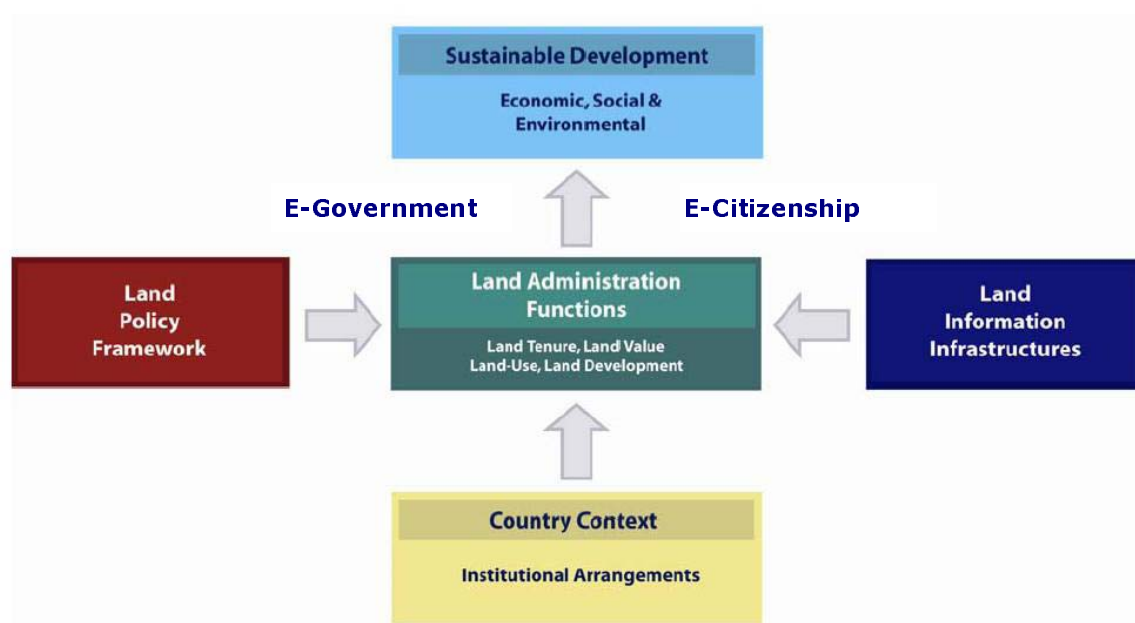 Sustainable Development
Economic, Social &
Environmental
E-Government
E-Citizenship
Land
Policy
Framework
Land Administration
Functions
Land Tenure, Land Value
Land-Use, Land Development
Land
Information
Infrastructures
Country Context
Institutional Arrangements